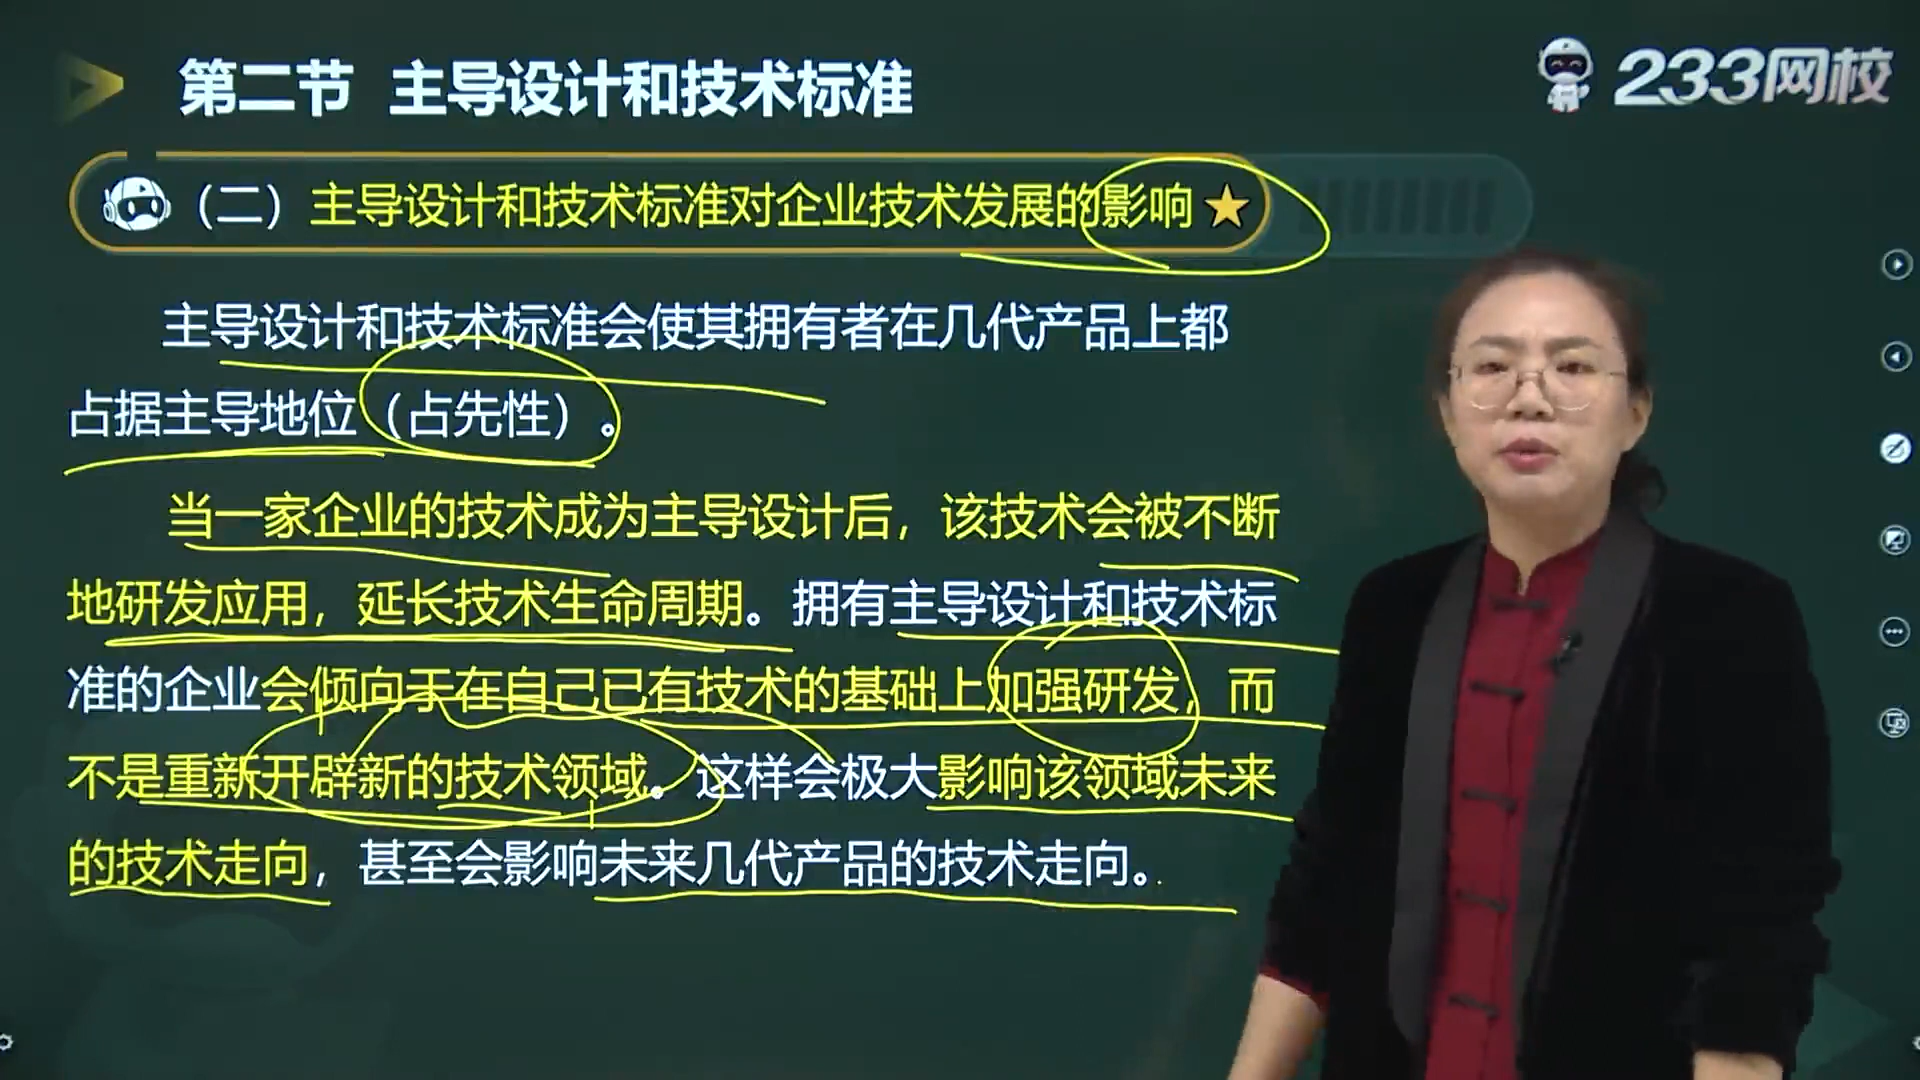 第二节 主导设计和技术标准
233网校
（二）主导设计和技术标准对企业技术发展的影响
主导设计和技术标准会使其拥有者在几代产品上都
占据主导地位（占先性）。
当一家企业的技术成为主导设计后，该技术会被不断
地研发应用，延长技术生命周期。拥有主导设计和技术标
准的企业会倾向于在自己已有技术的基础上加强研发，而
不是重新开辟新的技术领域。这样会极大影响该领域未来
的技术走向，甚至会影响未来几代产品的技术走向。